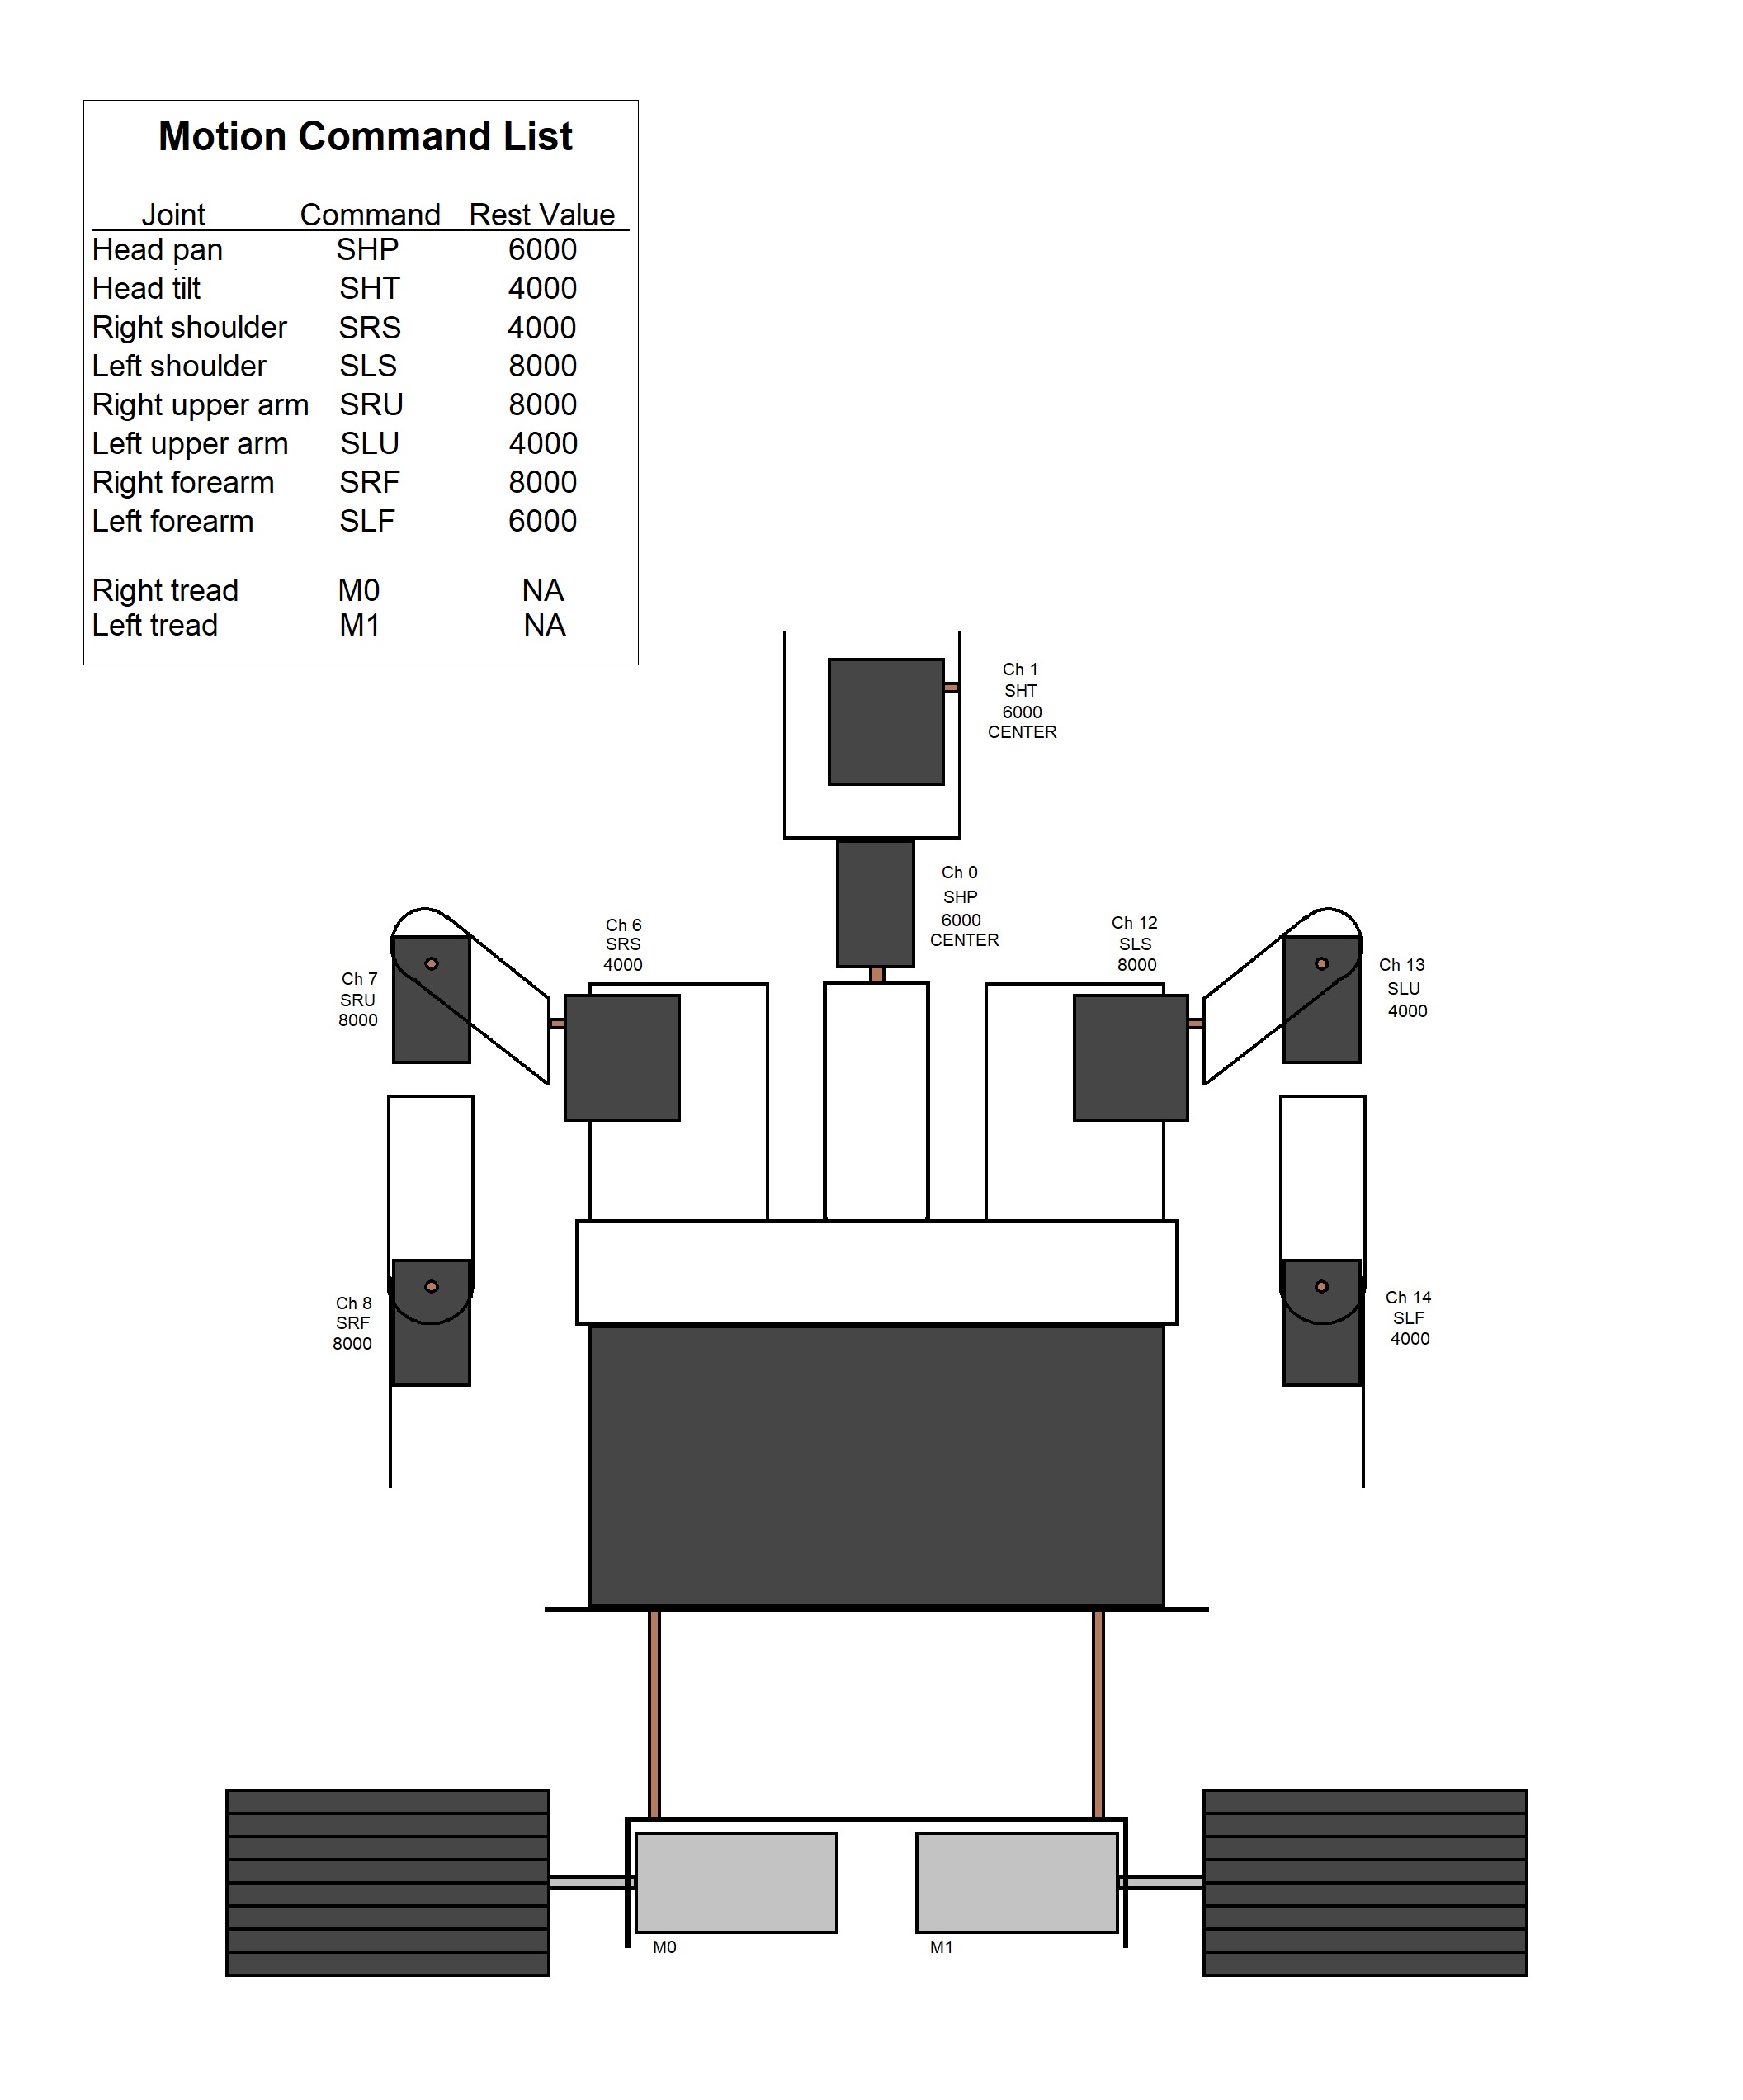 Motion Command List
Joint Command Rest Value
Head pan SHP 6000
Head tilt SHT 4000
Right shoulder SRS 4000
Left shoulder SLS 8000
Right upper arm SRU 8000
Left upper arm SLU 4000
Right forearm SRF 8000
Left forearm SLF 6000
Right tread M0 NA
Left tread M1 NA
Ch 1
SHT
6000
CENTER
Ch 0
SHP
6000
CENTER
Ch 6
SRS
4000
Ch 12
SLS
8000
Ch 7
SRU
8000
Ch 13
SLU
4000
Ch 8
SRF
8000
Ch 14
SLF
4000
M0
M1